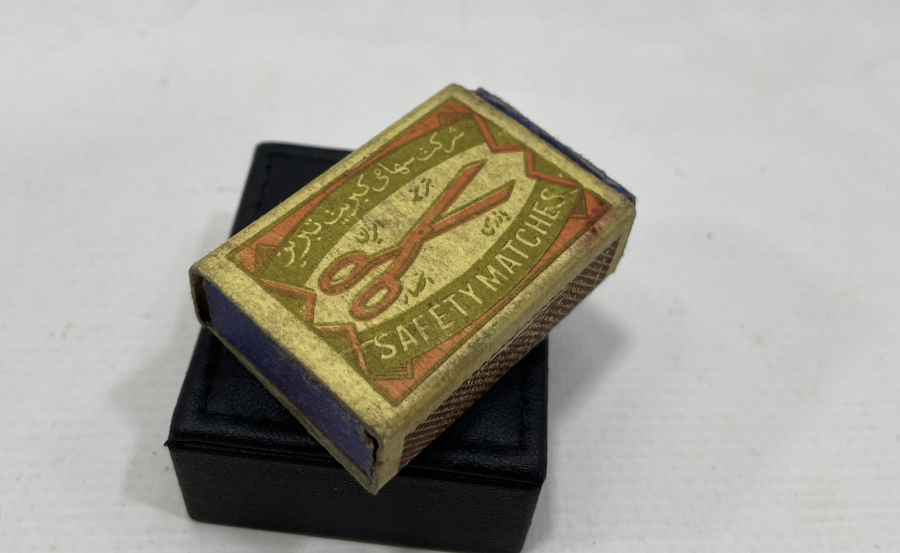 شرکت سهامی کبریت تبریز
ایران
SAFETY MATCHES